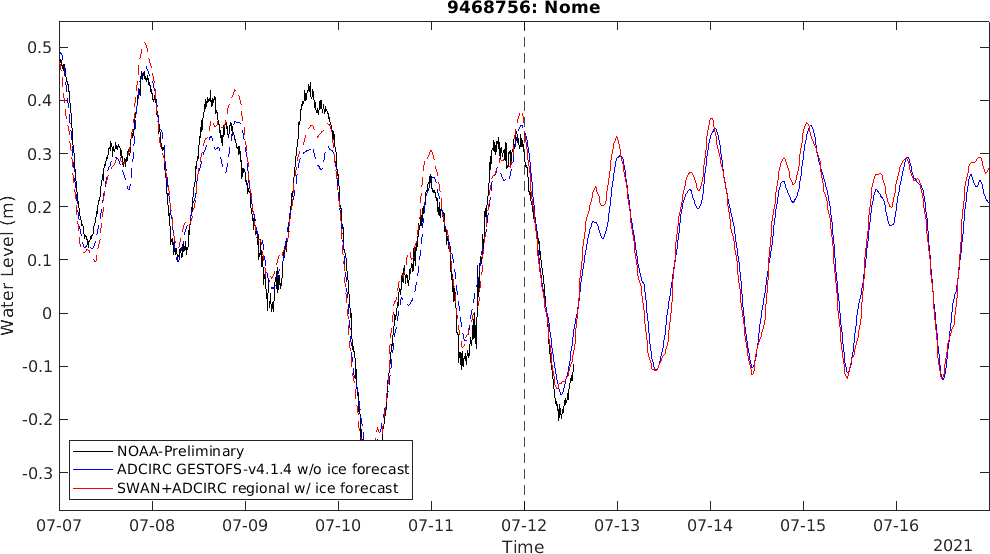 9468756: Nome
0.5
0.4
0.3
0.2
0.1
0
-0.1
-0.2
-0.3
Water Level (m)
NOAA-Preliminary
ADCIRC GESTOFS-v4.1.4 w/o ice forecast
SWAN+ADCIRC regional w/ ice forecast
07-07 07-08 07-09 07-10 07-11 07-12 07-13 07-14 07-15 07-16
Time
2021